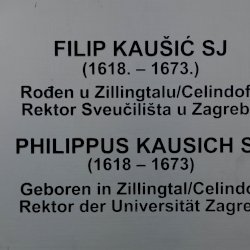 FILIP KAUŠIĆ SJ
(1618. – 1673.)
Rođen u Zillingtalu/Celindof
Rektor Sveučilišta u Zagreb
PHILIPPUS KAUSICH S
(1618 – 1673)
Geboren in Zillingtal/Celindo
Rektor der Universität Zagre